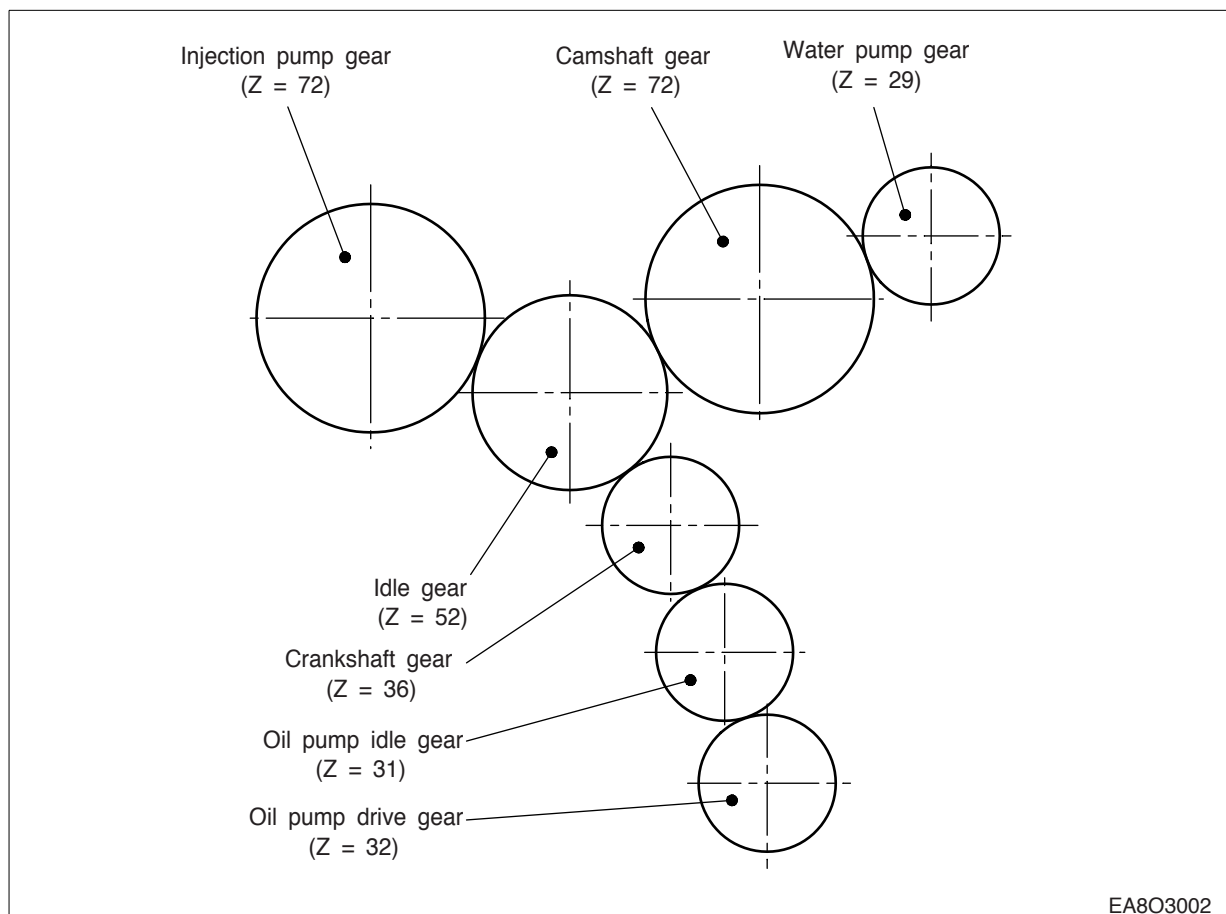 Injection pump gear
(Z = 72)
Camshaft gear
(Z = 72)
Water pump gear
(Z = 29)
Idle gear
(Z = 52)
Crankshaft gear
(Z = 36)
Oil pump idle gear
(Z = 31)
Oil pump drive gear
(Z = 32)
EA8O3002